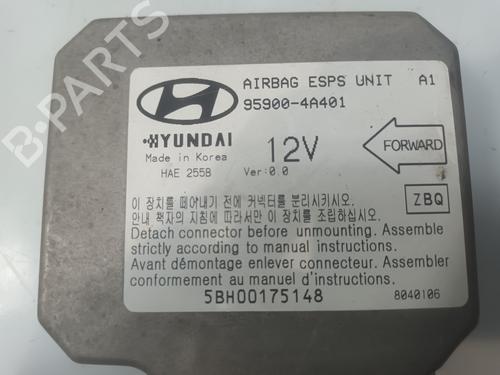 AIRBAG ESPS UNIT A1
95900-4A401
HYUNDAI
Made in Korea
HAE 2558
12V
Ver:0.0
FORWARD
ZBQ
이 장치를 떼어내기 전에 커넥터를 분리시키시오.
안내 책자의 지침에 따라서만 이 장치를 조립하십시오.
Detach connector before unmounting. Assemble
strictly according to manual instructions.
Avant démontage enlever connecteur. Assembler
conformement au manuel d'instructions.
5BH00175148
8040106
B-PARTS